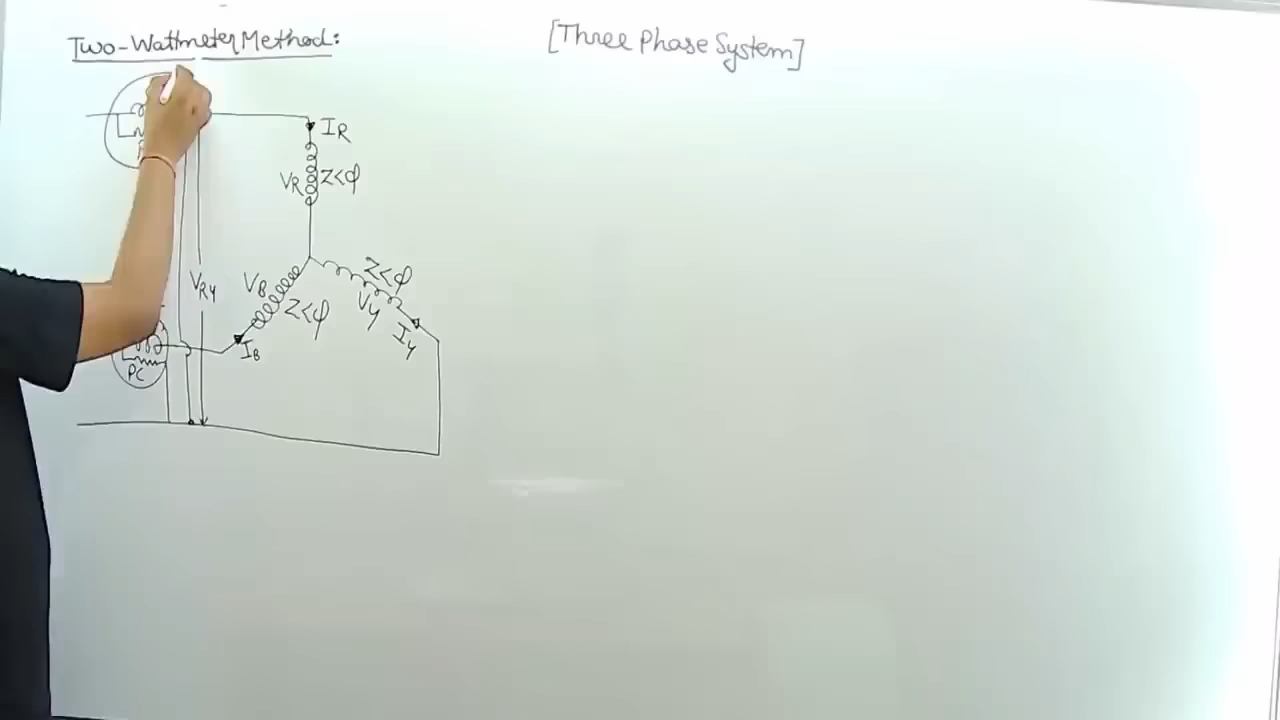 Two-Wattmeter Method:
[Three Phase System]
IR
VR
Z<φ
Z<φ
VB
VRY
Z<φ
VY
IY
IB
PC